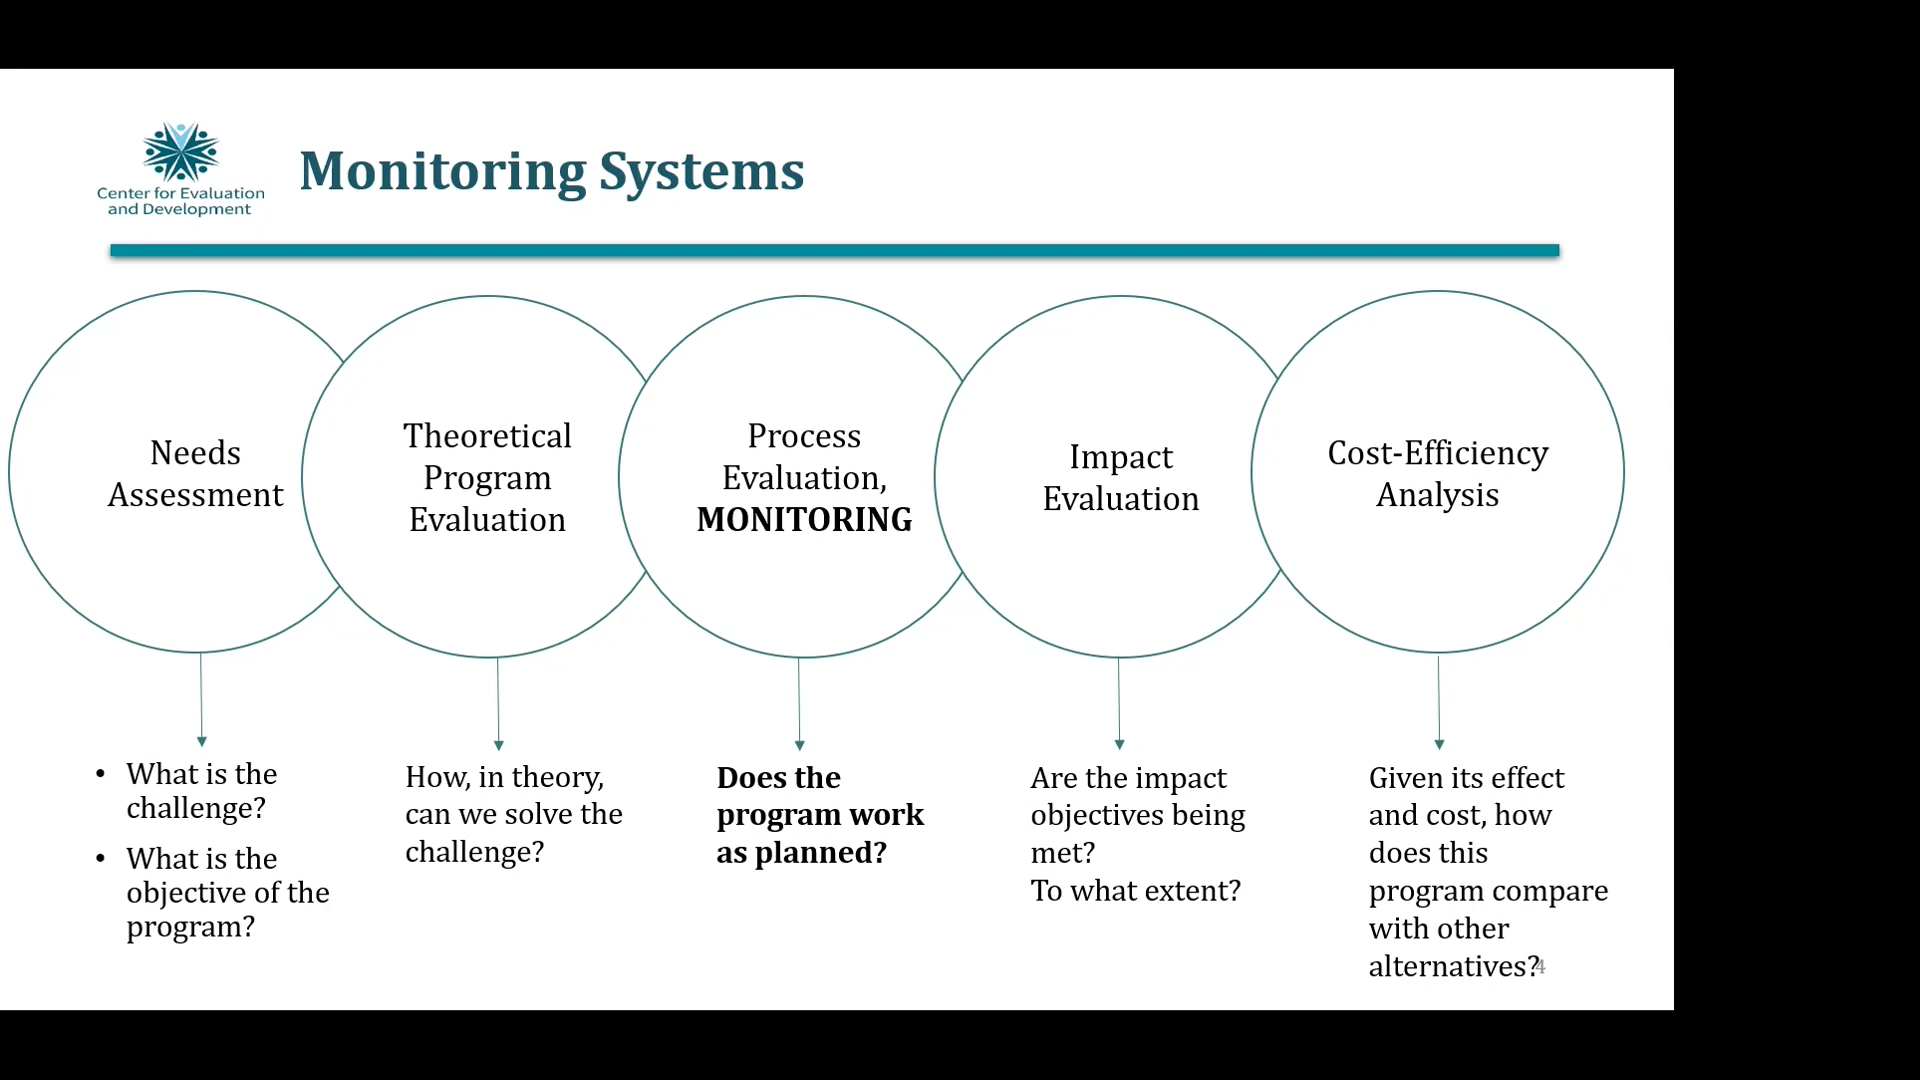 Center for Evaluation
and Development
Monitoring Systems
Needs
Assessment
Theoretical
Program
Evaluation
Process
Evaluation,
MONITORING
Impact
Evaluation
Cost-Efficiency
Analysis
• What is the
challenge?
• What is the
objective of the
program?
How, in theory,
can we solve the
challenge?
Does the
program work
as planned?
Are the impact
objectives being
met?
To what extent?
Given its effect
and cost, how
does this
program compare
with other
alternatives?
4